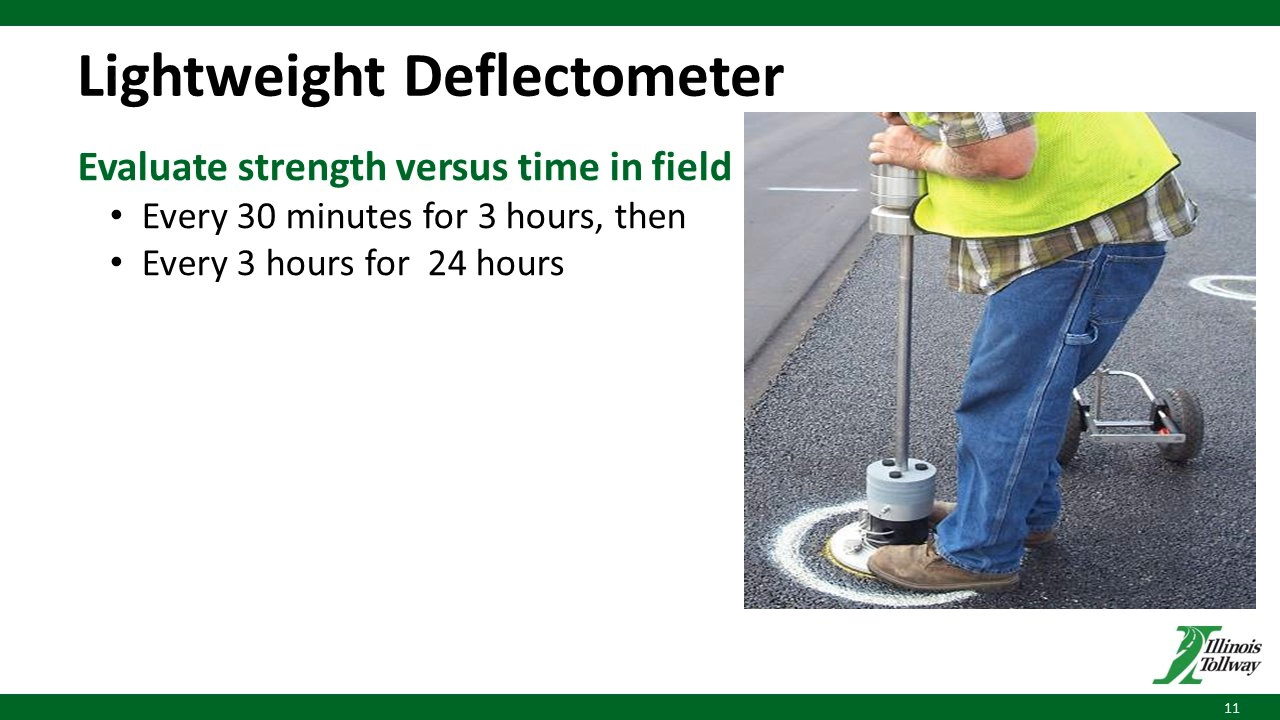 Lightweight Deflectometer
Evaluate strength versus time in field
• Every 30 minutes for 3 hours, then
• Every 3 hours for  24 hours
Illinois
Tollway
11